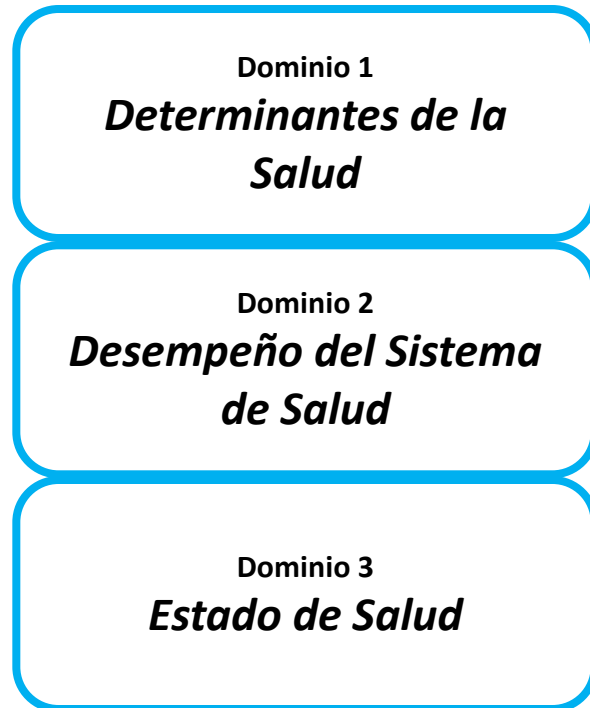 Dominio 1
Determinantes de la
Salud
Dominio 2
Desempeño del Sistema
de Salud
Dominio 3
Estado de Salud